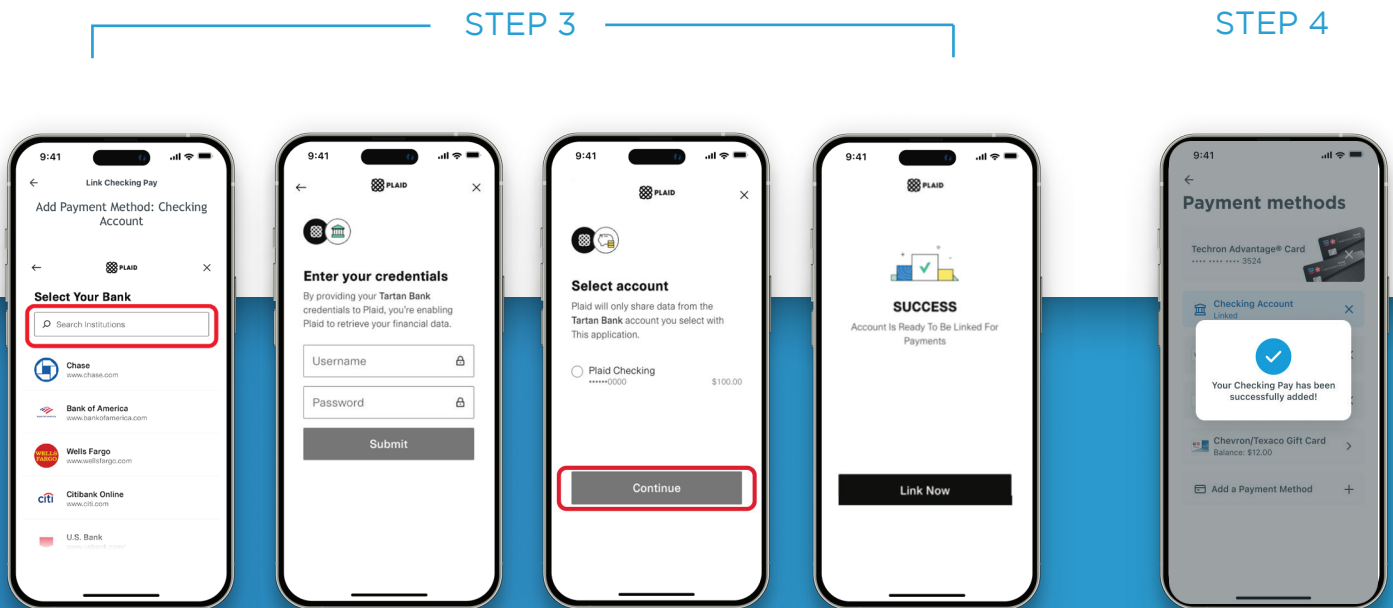 STEP 3
STEP 4
9:41
Link Checking Pay
Add Payment Method: Checking
Account
PLAID
Select Your Bank
Search Institutions
Chase
www.chase.com
Bank of America
www.bankofamerica.com
Wells Fargo
www.wellsfargo.com
Citibank Online
www.citi.com
U.S. Bank
9:41
PLAID
Enter your credentials
By providing your Tartan Bank
credentials to Plaid, you're enabling
Plaid to retrieve your financial data.
Username
Password
Submit
9:41
PLAID
Select account
Plaid will only share data from the
Tartan Bank account you select with
This application.
Plaid Checking
••••••0000 $100.00
Continue
9:41
PLAID
SUCCESS
Account Is Ready To Be Linked For
Payments
Link Now
9:41
Payment methods
Techron Advantage® Card
•••• •••• •••• 3524
Checking Account
Linked
Your Checking Pay has been
successfully added!
Chevron/Texaco Gift Card
Balance: $12.00
Add a Payment Method